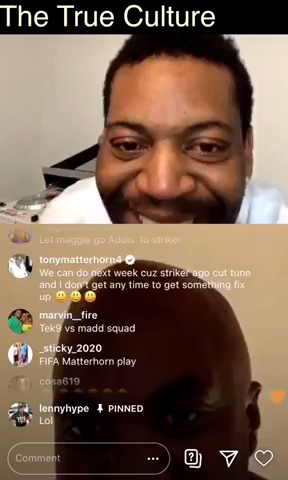 The True Culture
Let maggie go Addis to striker
tonymatterhorn4
We can do next week cuz striker ago cut tune
and I don't get any time to get something fix
up 😀😀😀
marvin__fire
Tek9 vs madd squad
_sticky_2020
FIFA Matterhorn play
cosa619
lennyhype PINNED
Lol
Comment